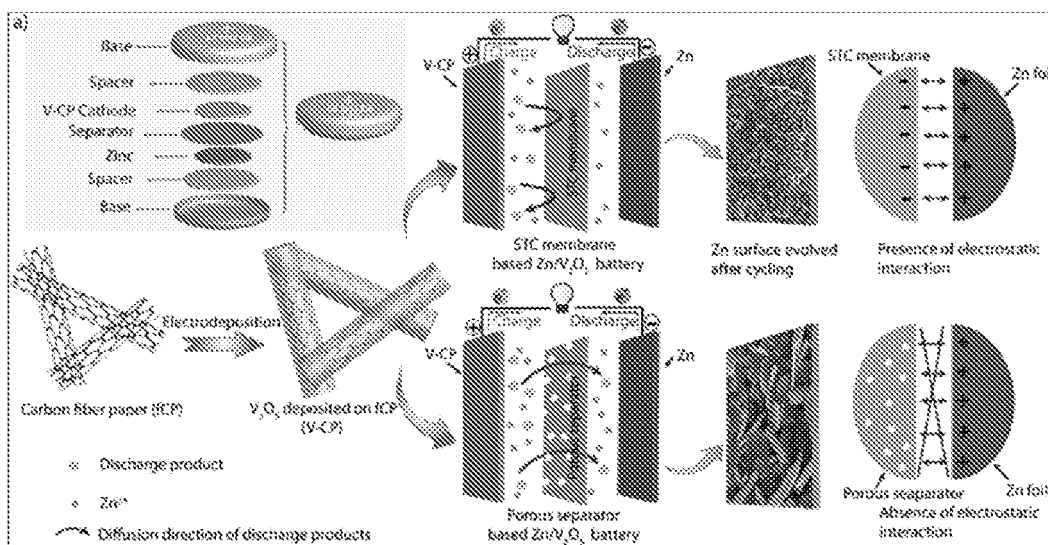 a)
Base
Spacer
V-CP Cathode
Separator
Zinc
Spacer
Base
Electrodeposition
Carbon fiber paper (fCP)
V₂O₅ deposited on fCP
(V-CP)
Discharge product
Zn²⁺
Diffusion direction of discharge products
V-CP
Charge
Discharge
Zn
STC membrane
based Zn/V₂O₅ battery
Zn surface evolved
after cycling
STC membrane
Zn foil
Presence of electrostatic
interaction
V-CP
Charge
Discharge
Zn
Porous separator
based Zn/V₂O₅ battery
Porous seaparator
Zn foil
Absence of electrostatic
interaction